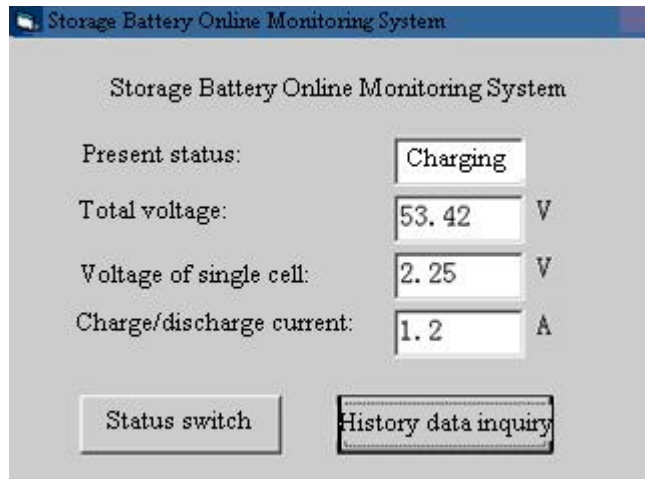 Storage Battery Online Monitoring System
Storage Battery Online Monitoring System
Present status: Charging
Total voltage: 53.42 V
Voltage of single cell: 2.25 V
Charge/discharge current: 1.2 A
Status switch History data inquiry